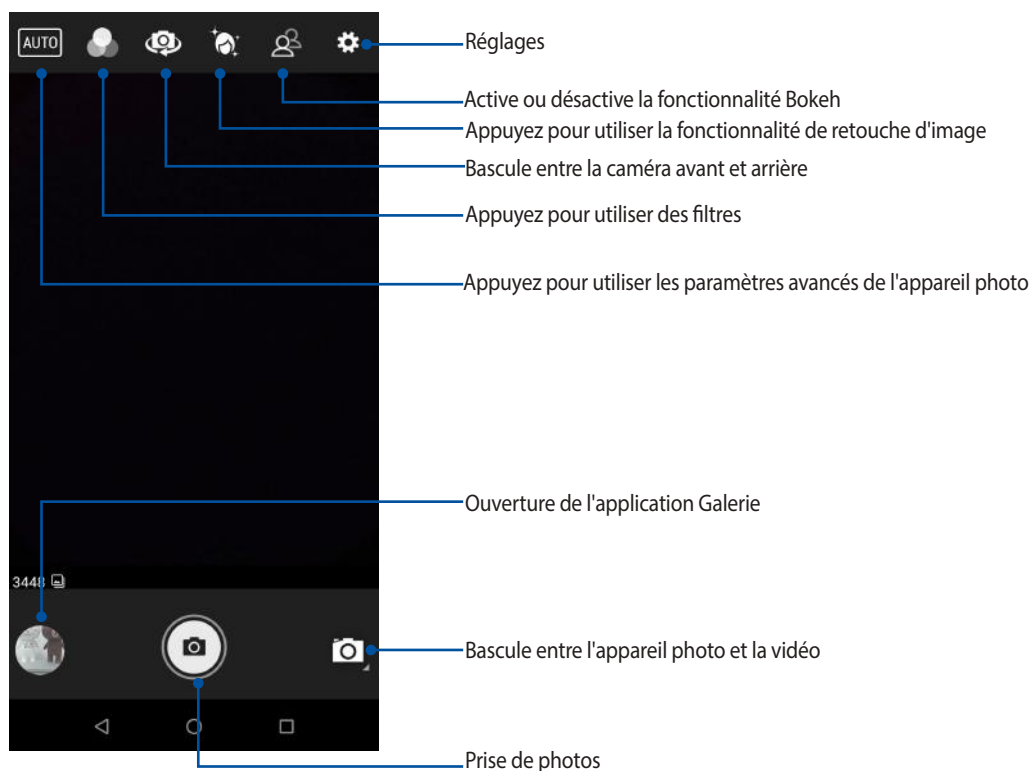 AUTO
Réglages
Active ou désactive la fonctionnalité Bokeh
Appuyez pour utiliser la fonctionnalité de retouche d'image
Bascule entre la caméra avant et arrière
Appuyez pour utiliser des filtres
Appuyez pour utiliser les paramètres avancés de l'appareil photo
Ouverture de l'application Galerie
3448
Bascule entre l'appareil photo et la vidéo
Prise de photos